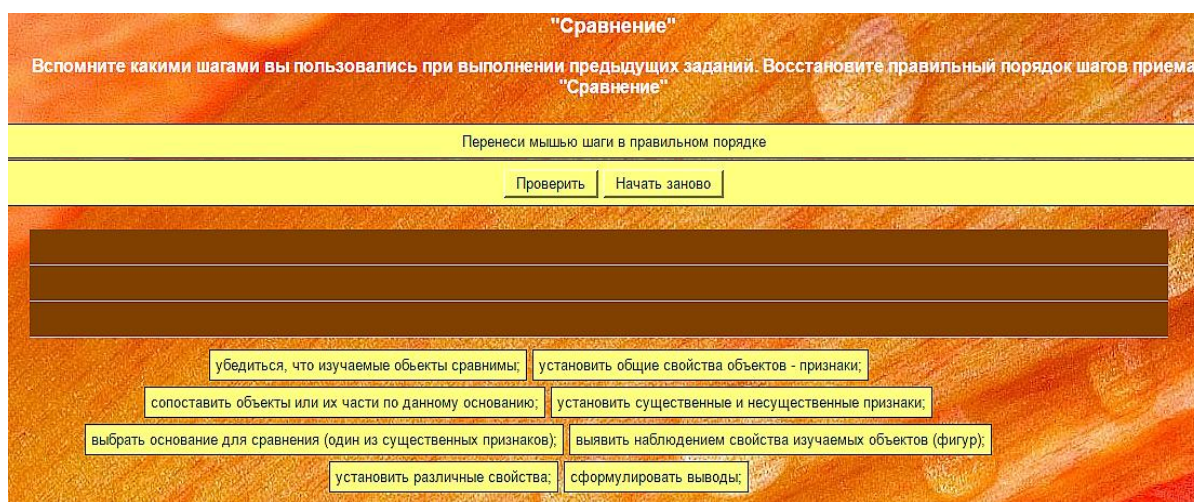 "Сравнение"
Вспомните какими шагами вы пользовались при выполнении предыдущих заданий. Восстановите правильный порядок шагов приема
"Сравнение"
Перенеси мышью шаги в правильном порядке
Проверить Начать заново
убедиться, что изучаемые обьекты сравнимы; установить общие свойства объектов - признаки;
сопоставить объекты или их части по данному основанию; установить существенные и несущественные признаки;
выбрать основание для сравнения (один из существенных признаков); выявить наблюдением свойства изучаемых объектов (фигур);
установить различные свойства; сформулировать выводы;